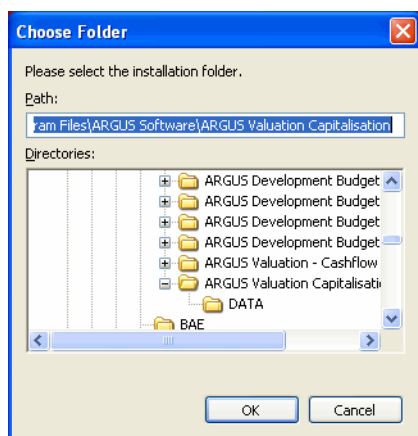 Choose Folder
Please select the installation folder.
Path:
ram Files\ARGUS Software\ARGUS Valuation Capitalisation
Directories:
ARGUS Development Budget
ARGUS Development Budget
ARGUS Development Budget
ARGUS Development Budget
ARGUS Valuation - Cashflow
ARGUS Valuation Capitalisati
DATA
BAE
OK Cancel